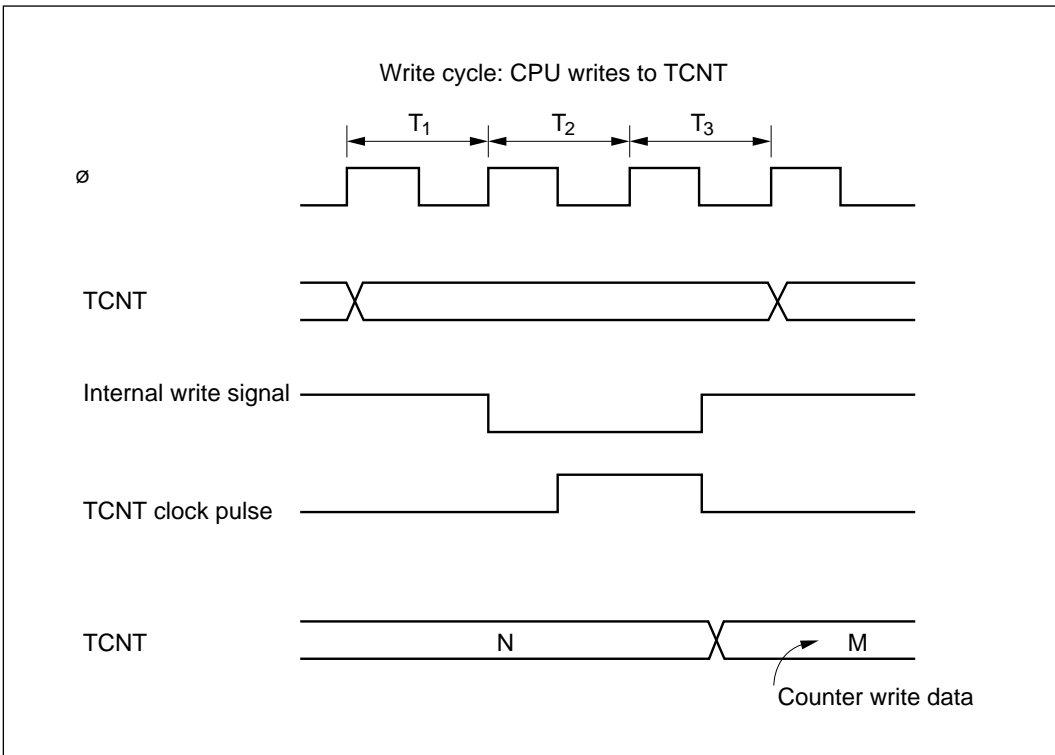 Write cycle: CPU writes to TCNT
T1 T2 T3
ø
TCNT
Internal write signal
TCNT clock pulse
TCNT N M
Counter write data